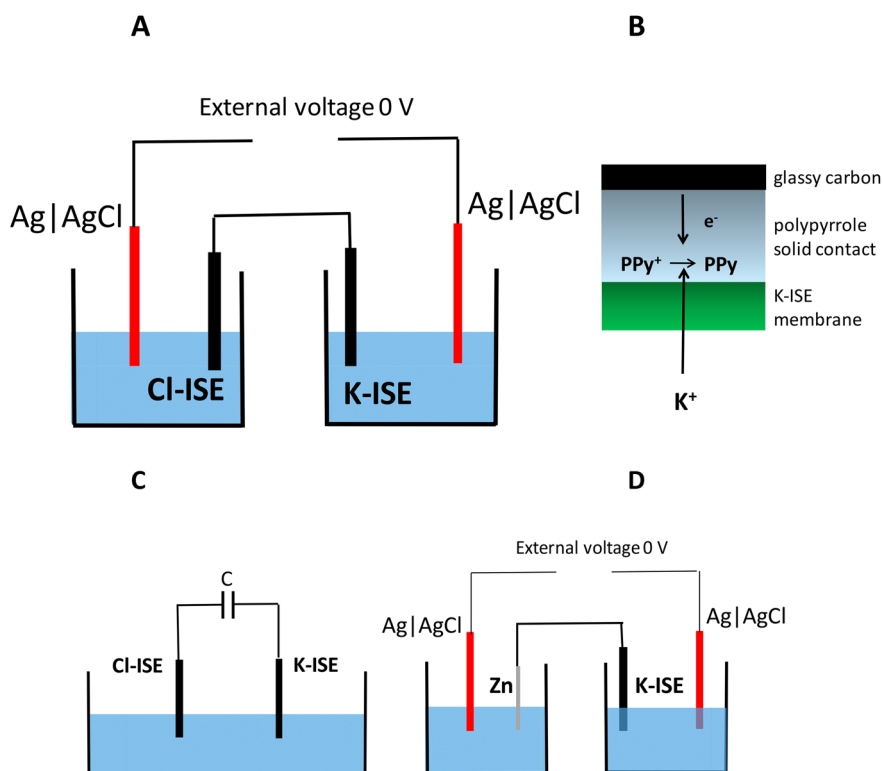 A
B
External voltage 0 V
Ag|AgCl
Ag|AgCl
Cl-ISE
K-ISE
glassy carbon
e-
polypyrrole
solid contact
PPy⁺ → PPy
K-ISE
membrane
K⁺
C
D
C
Cl-ISE
K-ISE
External voltage 0 V
Ag|AgCl
Ag|AgCl
Zn
K-ISE